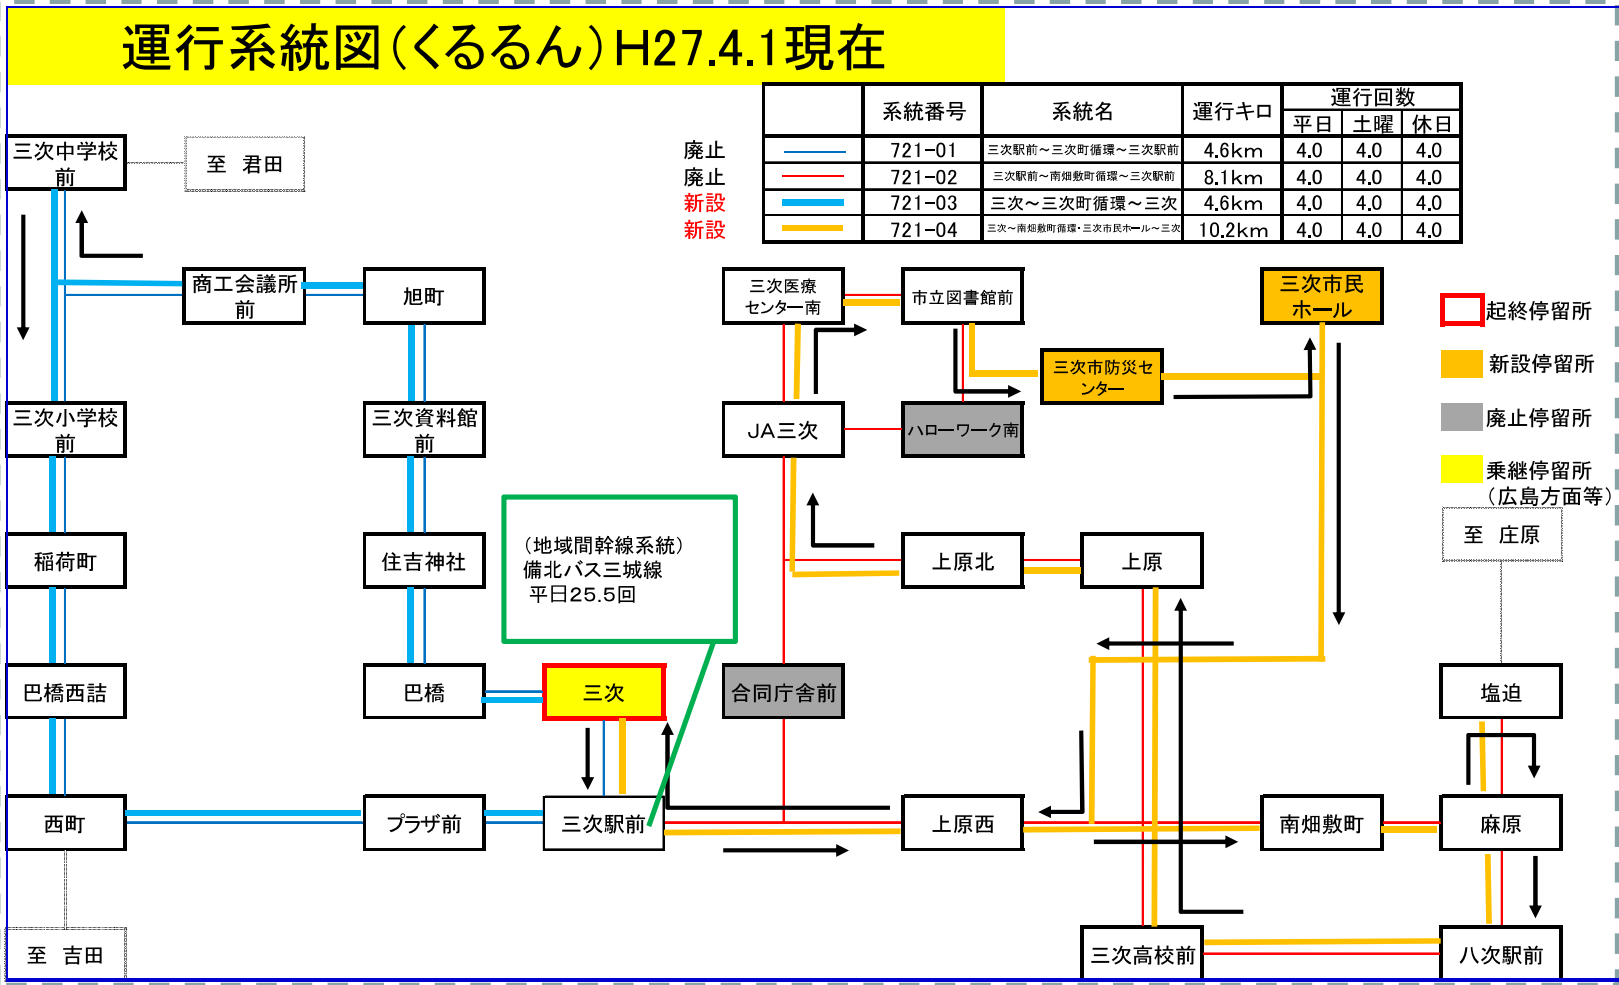 運行系統図（くるるん）H27.4.1現在
系統番号 系統名 運行キロ 運行回数
平日 土曜 休日
廃止 721-01 三次駅前～三次町循環～三次駅前 4.6km 4.0 4.0 4.0
廃止 721-02 三次駅前～南畑敷町循環～三次駅前 8.1km 4.0 4.0 4.0
新設 721-03 三次～三次町循環～三次 4.6km 4.0 4.0 4.0
新設 721-04 三次～南畑敷町循環・三次市民ホール～三次 10.2km 4.0 4.0 4.0
三次中学校
前
至 君田
商工会議所
前
旭町
三次医療
センター南
市立図書館前
三次市民
ホール
起終停留所
三次市防災セ
ンター
新設停留所
三次小学校
前
三次資料館
前
JA三次
ハローワーク南
廃止停留所
乗継停留所
（広島方面等）
稲荷町
住吉神社
（地域間幹線系統）
備北バス三城線
平日25.5回
上原北
上原
至 庄原
巴橋西詰
巴橋
三次
合同庁舎前
塩迫
西町
プラザ前
三次駅前
上原西
南畑敷町
麻原
至 吉田
三次高校前
八次駅前